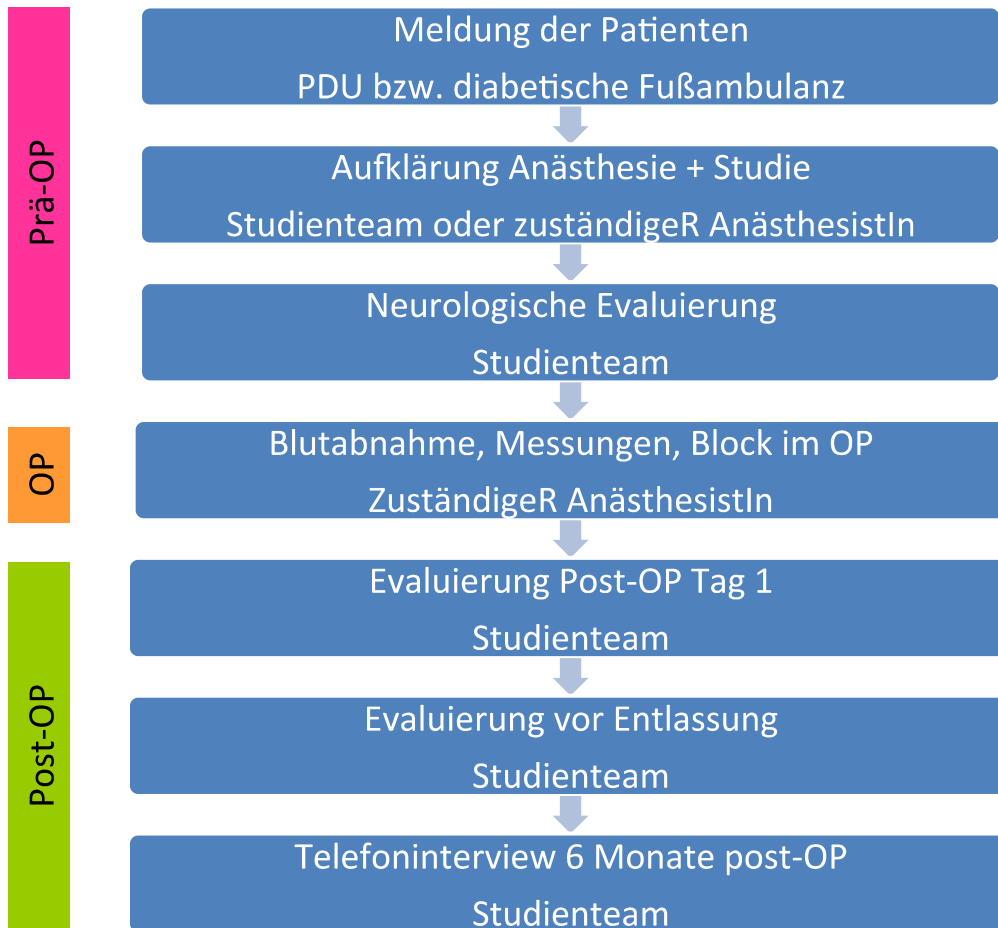 Prä-OP
Meldung der Patienten
PDU bzw. diabetische Fußambulanz
Aufklärung Anästhesie + Studie
Studienteam oder zuständigeR AnästhesistIn
Neurologische Evaluierung
Studienteam
OP
Blutabnahme, Messungen, Block im OP
ZuständigeR AnästhesistIn
Post-OP
Evaluierung Post-OP Tag 1
Studienteam
Evaluierung vor Entlassung
Studienteam
Telefoninterview 6 Monate post-OP
Studienteam